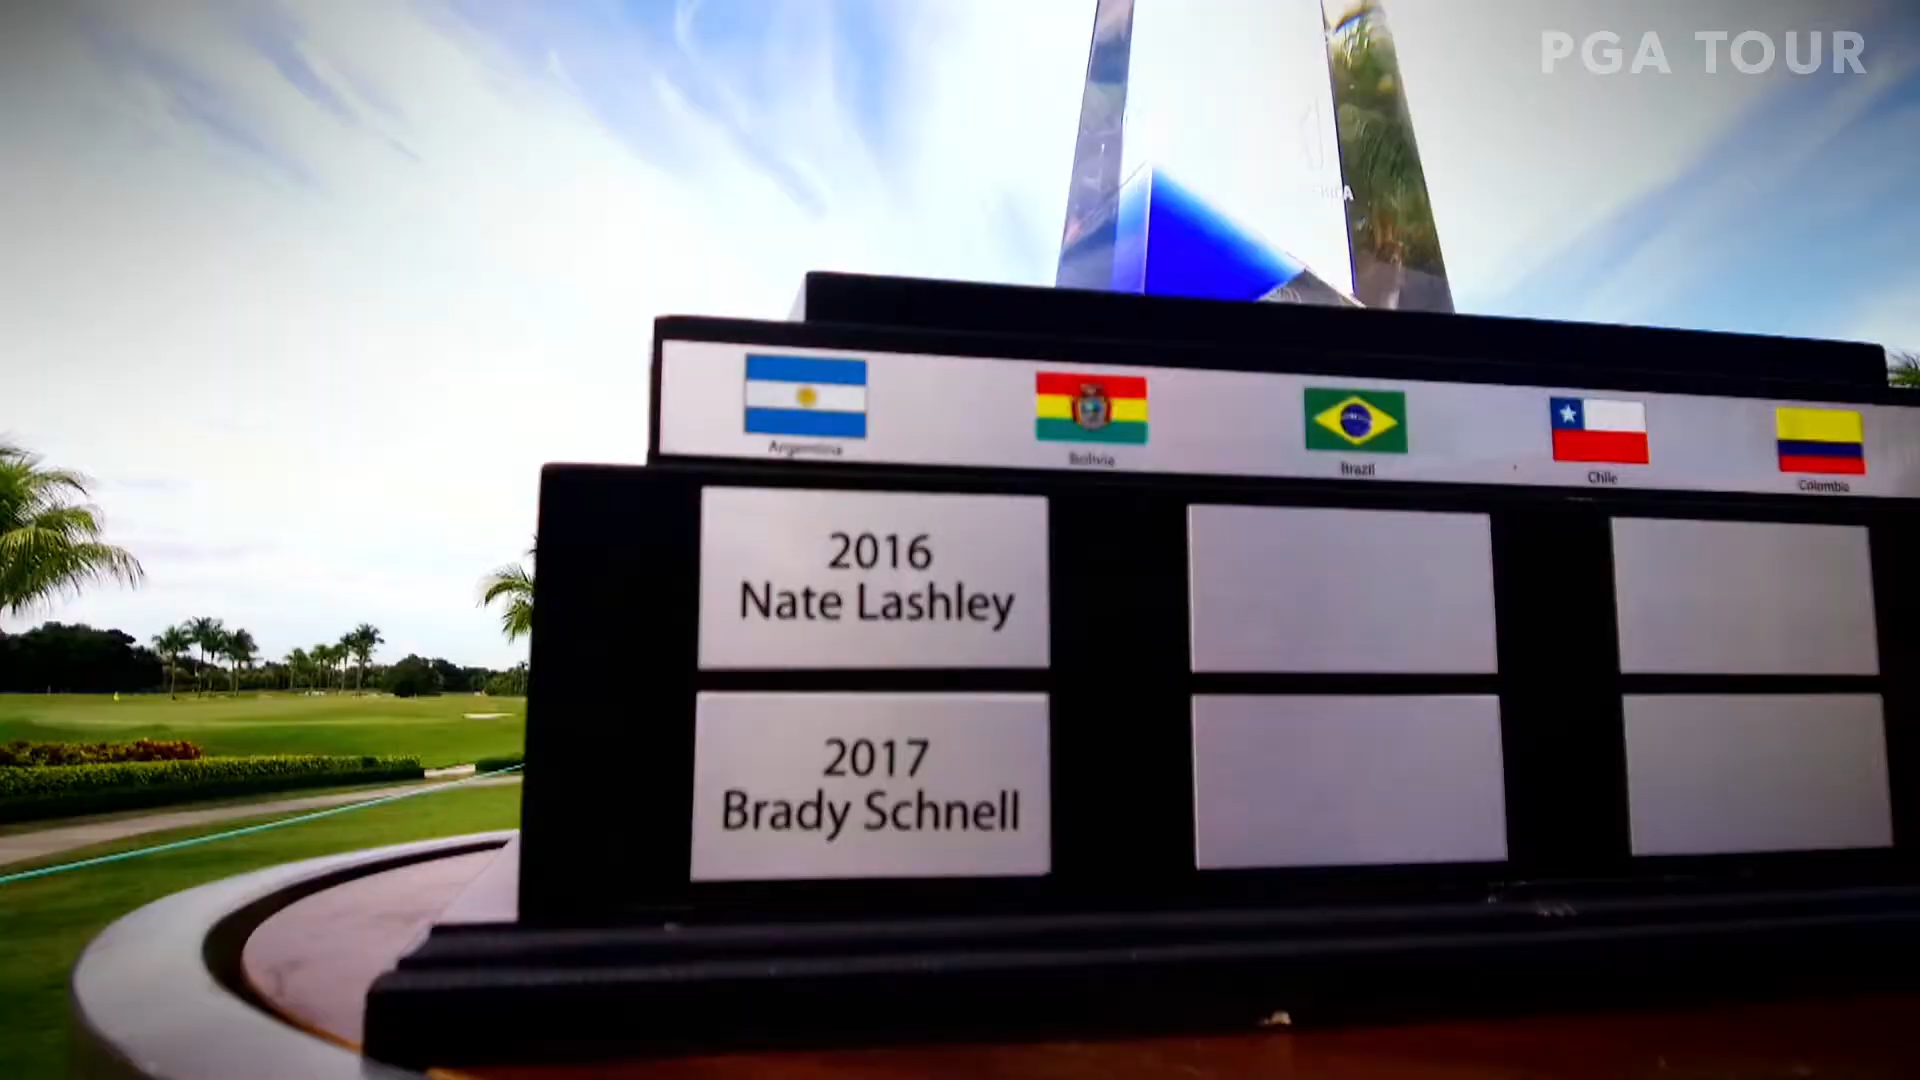 PGA TOUR
Argentina
Bolivia
Brazil
Chile
Colombia
2016
Nate Lashley
2017
Brady Schnell